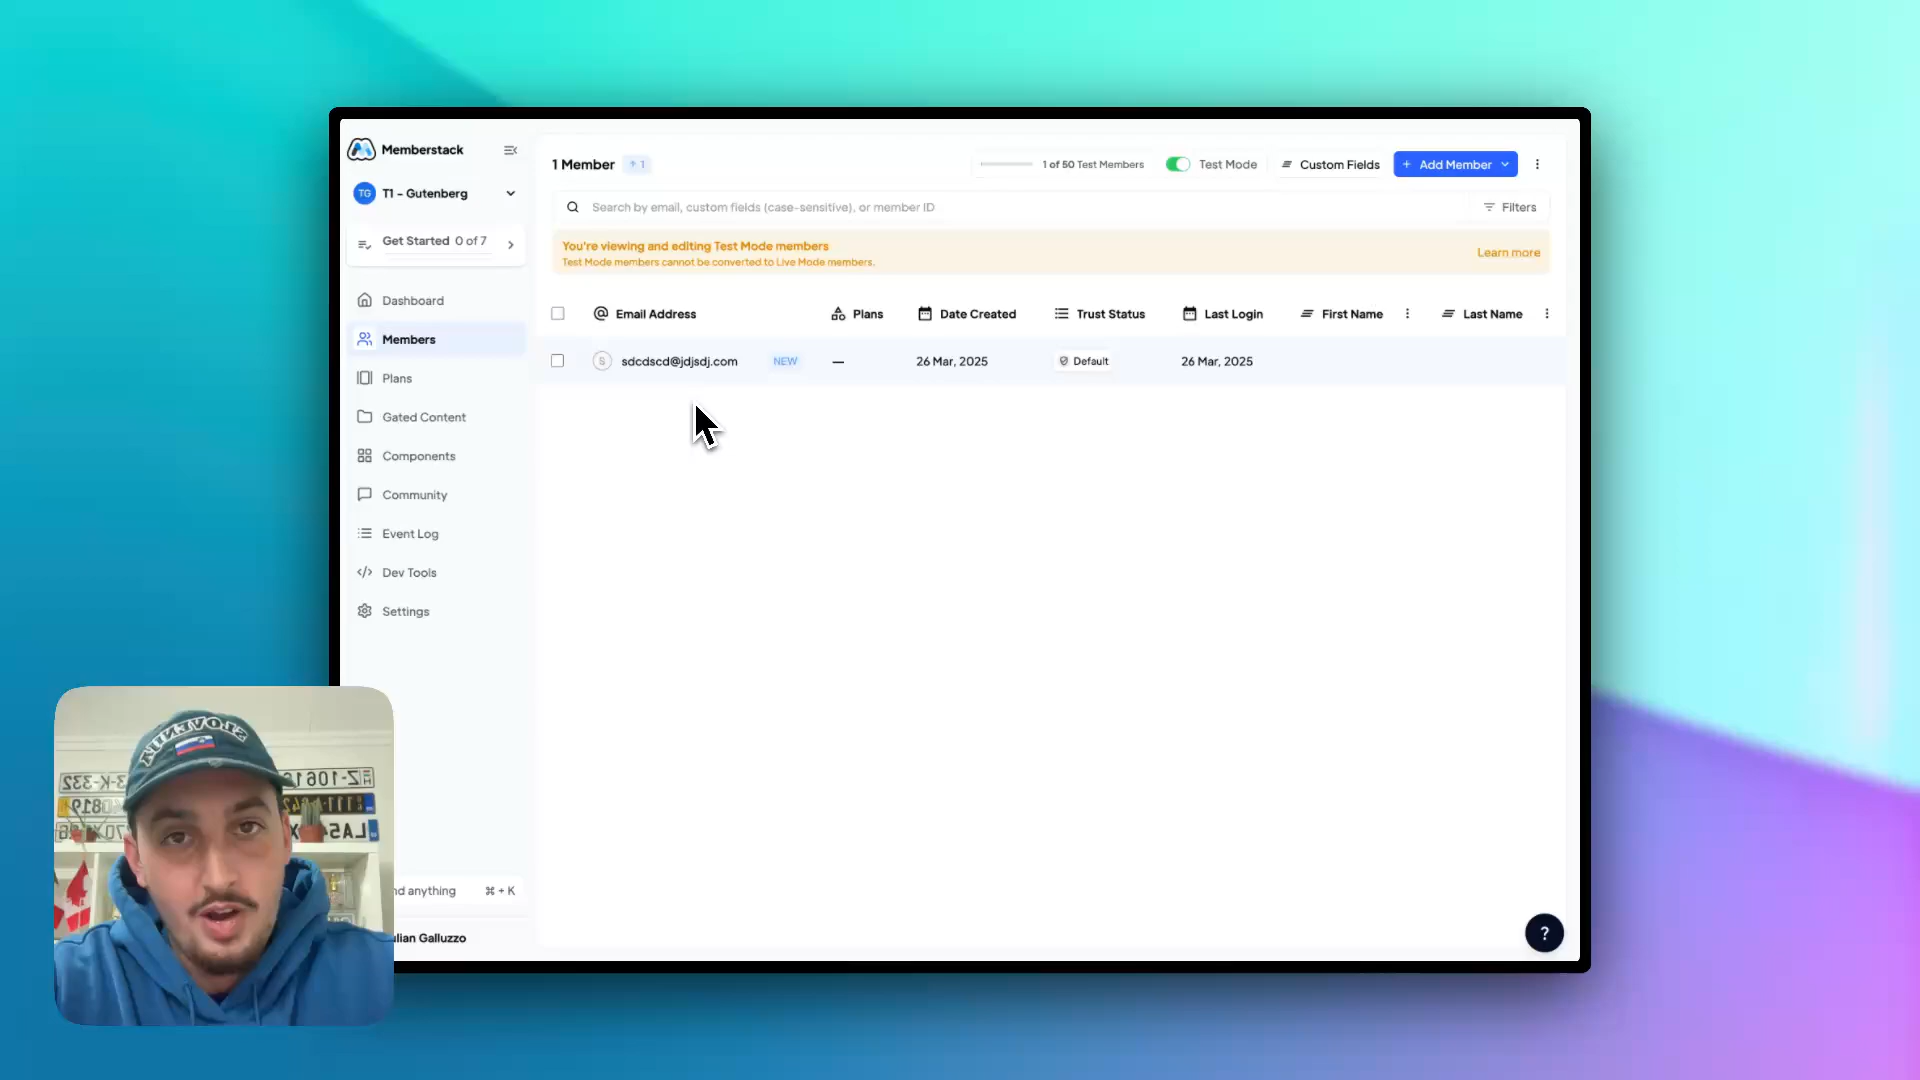 Memberstack
TG T1 - Gutenberg
Get Started 0 of 7
Dashboard
Members
Plans
Gated Content
Components
Community
Event Log
Dev Tools
Settings
nd anything ⌘ + K
ulian Galluzzo
1 Member ↑ 1
1 of 50 Test Members
Test Mode
Custom Fields
+ Add Member
Search by email, custom fields (case-sensitive), or member ID
Filters
You're viewing and editing Test Mode members
Test Mode members cannot be converted to Live Mode members.
Learn more
Email Address Plans Date Created Trust Status Last Login First Name Last Name
S sdcdscd@jdjsdj.com NEW — 26 Mar, 2025 Default 26 Mar, 2025
?
SLOVENIJA